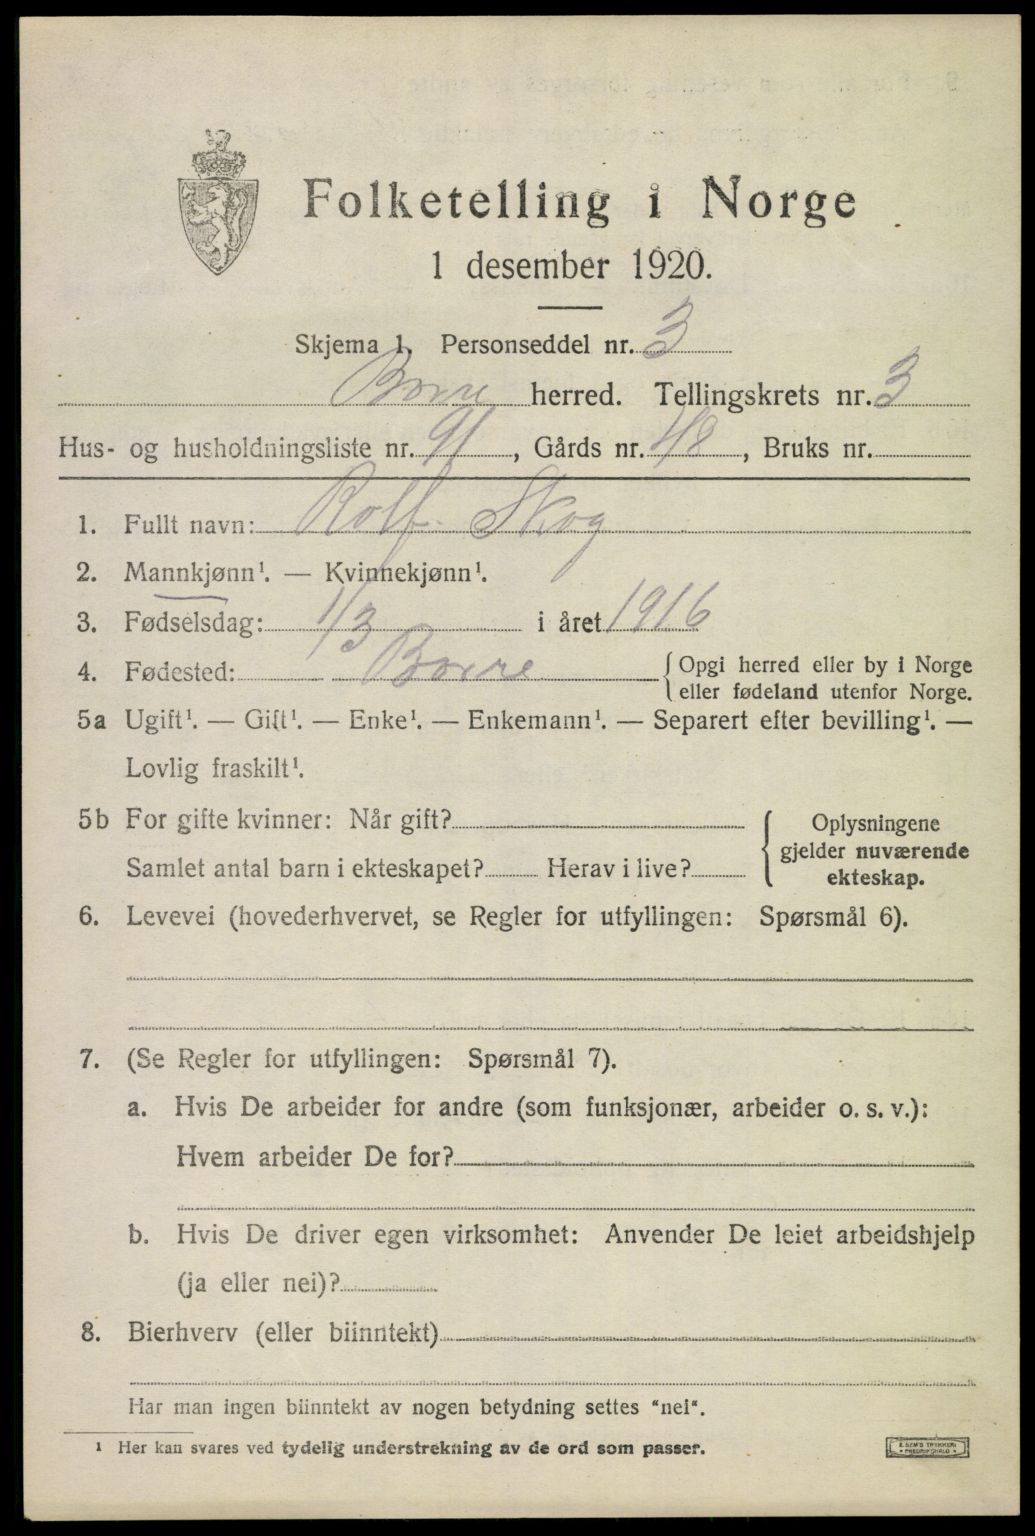 Folketelling i Norge
1 desember 1920.
Skjema 1. Personseddel nr. 3
Borre herred. Tellingskrets nr. 3
Hus- og husholdningsliste nr. 91, Gårds nr. 48, Bruks nr.
1. Fullt navn: Rolf Skog
2. Mannkjønn¹. — Kvinnekjønn¹.
3. Fødselsdag: 1/3 i året 1916
4. Fødested: Borre {Opgi herred eller by i Norge
eller fødeland utenfor Norge.
5a Ugift¹. — Gift¹. — Enke¹. — Enkemann¹. — Separert efter bevilling¹. —
Lovlig fraskilt¹.
5b For gifte kvinner: Når gift? { Oplysningene
gjelder nuværende
Samlet antal barn i ekteskapet? Herav i live? ekteskap.
6. Levevei (hovederhvervet, se Regler for utfyllingen: Spørsmål 6).
7. (Se Regler for utfyllingen: Spørsmål 7).
a. Hvis De arbeider for andre (som funksjonær, arbeider o. s. v.):
Hvem arbeider De for?
b. Hvis De driver egen virksomhet: Anvender De leiet arbeidshjelp
(ja eller nei)?
8. Bierhverv (eller biinntekt)
Har man ingen biinntekt av nogen betydning settes "nei".
¹ Her kan svares ved tydelig understrekning av de ord som passer.